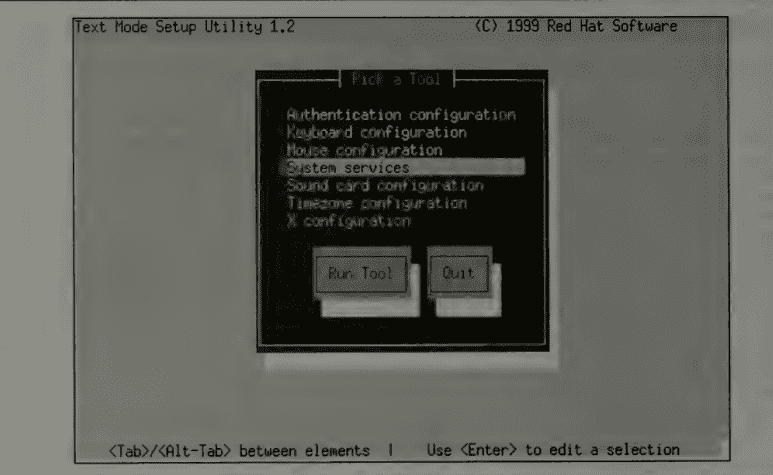 Text Mode Setup Utility 1.2 (C) 1999 Red Hat Software
Pick a Tool
Authentication configuration
Keyboard configuration
Mouse configuration
System services
Sound card configuration
Timezone configuration
X configuration
Run Tool Quit
<Tab>/<Alt-Tab> between elements | Use <Enter> to edit a selection